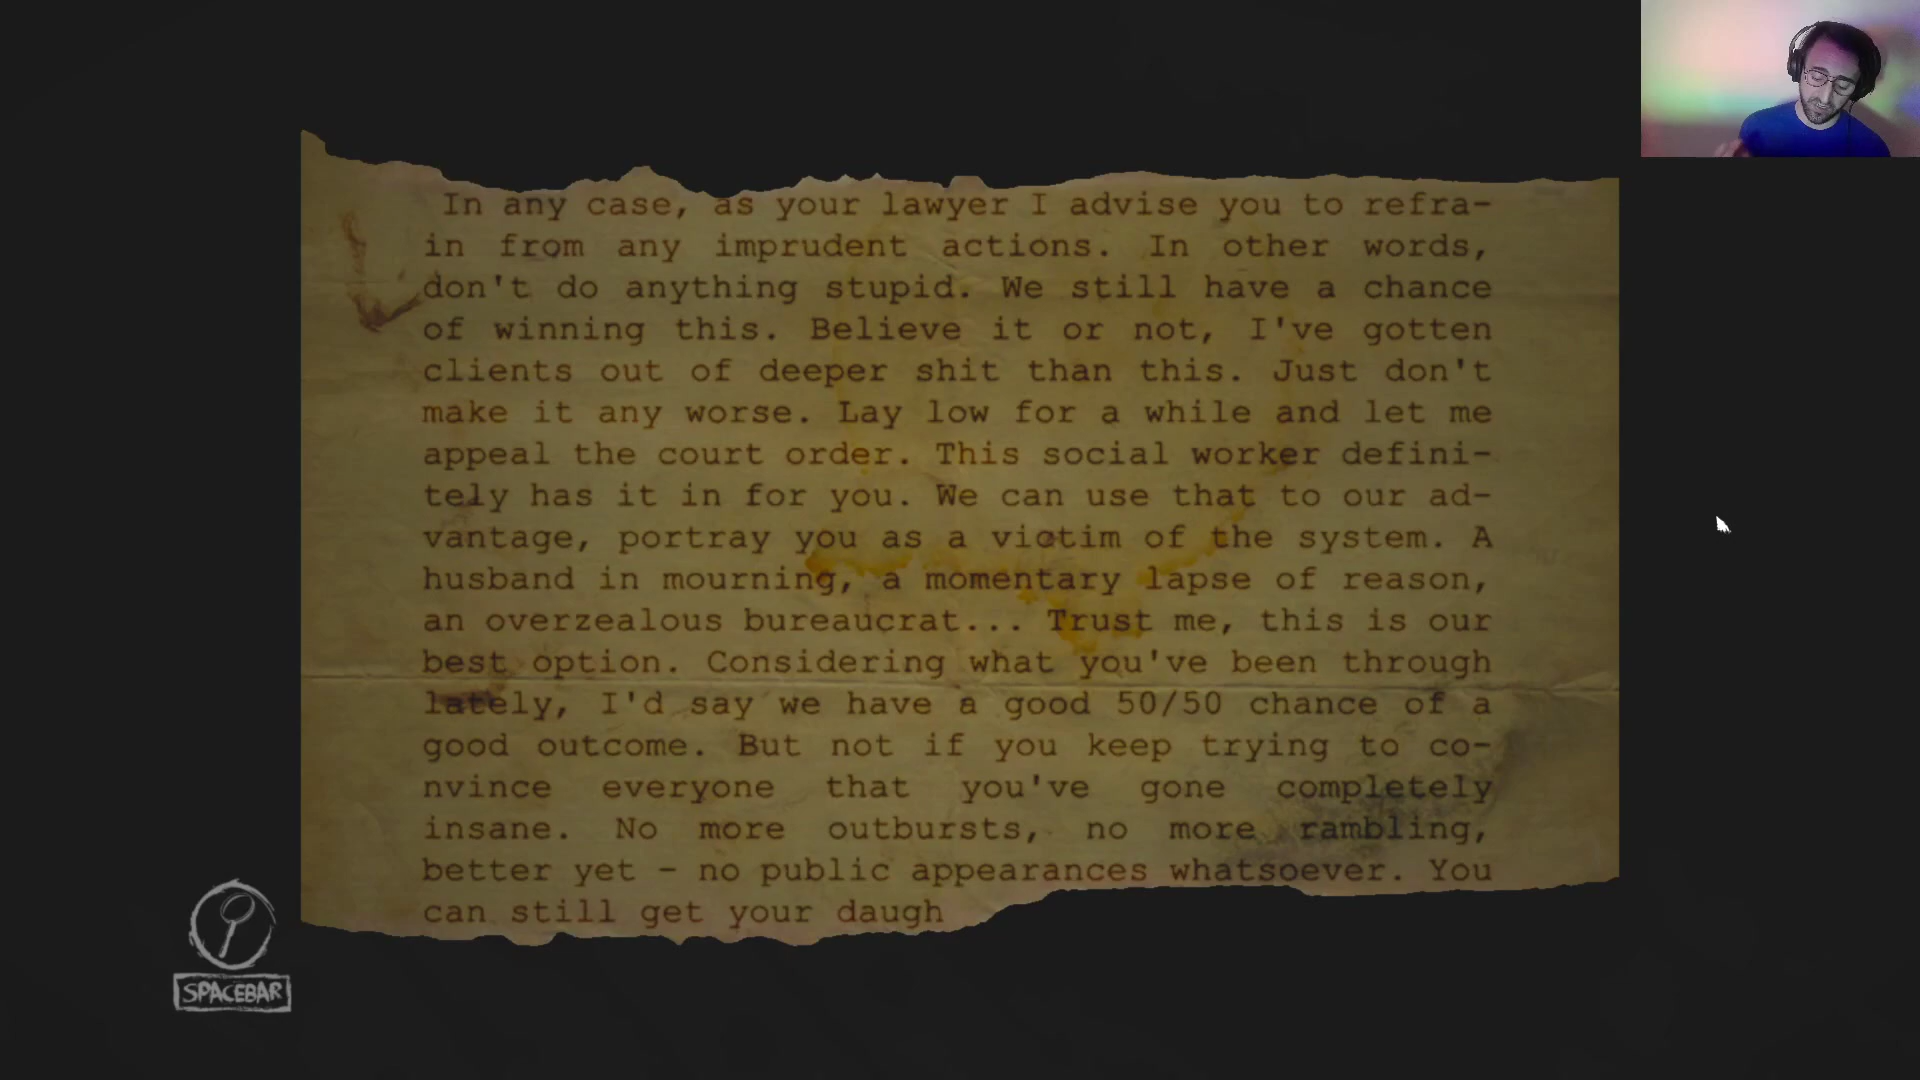 In any case, as your lawyer I advise you to refra-
in from any imprudent actions. In other words,
don't do anything stupid. We still have a chance
of winning this. Believe it or not, I've gotten
clients out of deeper shit than this. Just don't
make it any worse. Lay low for a while and let me
appeal the court order. This social worker defini-
tely has it in for you. We can use that to our ad-
vantage, portray you as a victim of the system. A
husband in mourning, a momentary lapse of reason,
an overzealous bureaucrat... Trust me, this is our
best option. Considering what you've been through
lately, I'd say we have a good 50/50 chance of a
good outcome. But not if you keep trying to co-
nvince everyone that you've gone completely
insane. No more outbursts, no more rambling,
better yet - no public appearances whatsoever. You
can still get your daugh
SPACEBAR